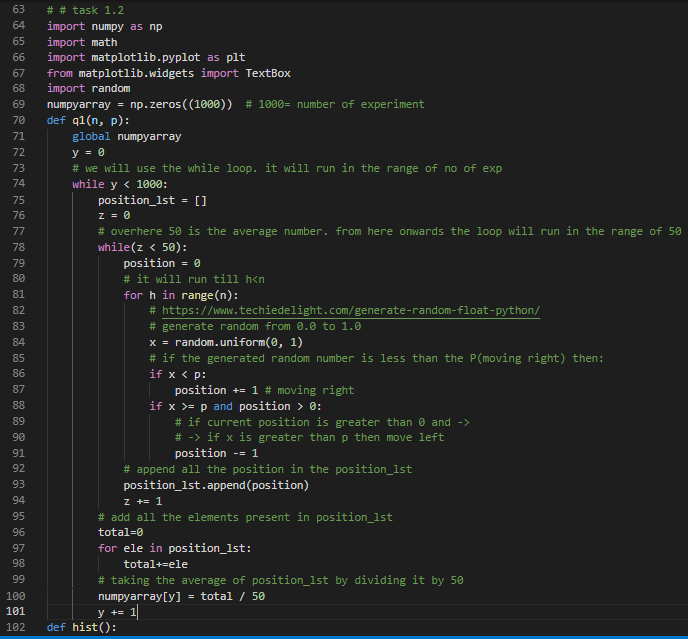 63 # # task 1.2
64 import numpy as np
65 import math
66 import matplotlib.pyplot as plt
67 from matplotlib.widgets import TextBox
68 import random
69 numpyarray = np.zeros((1000))  # 1000= number of experiment
70 def q1(n, p):
71     global numpyarray
72     y = 0
73     # we will use the while loop. it will run in the range of no of exp
74     while y < 1000:
75         position_lst = []
76         z = 0
77         # overhere 50 is the average number. from here onwards the loop will run in the range of 50
78         while(z < 50):
79             position = 0
80             # it will run till h<n
81             for h in range(n):
82                 # https://www.techiedelight.com/generate-random-float-python/
83                 # generate random from 0.0 to 1.0
84                 x = random.uniform(0, 1)
85                 # if the generated random number is less than the P(moving right) then:
86                 if x < p:
87                     position += 1 # moving right
88                 if x >= p and position > 0:
89                     # if current position is greater than 0 and ->
90                     # -> if x is greater than p then move left
91                     position -= 1
92             # append all the position in the position_lst
93             position_lst.append(position)
94             z += 1
95         # add all the elements present in position_lst
96         total=0
97         for ele in position_lst:
98             total+=ele
99         # taking the average of position_lst by dividing it by 50
100         numpyarray[y] = total / 50
101         y += 1
102 def hist():